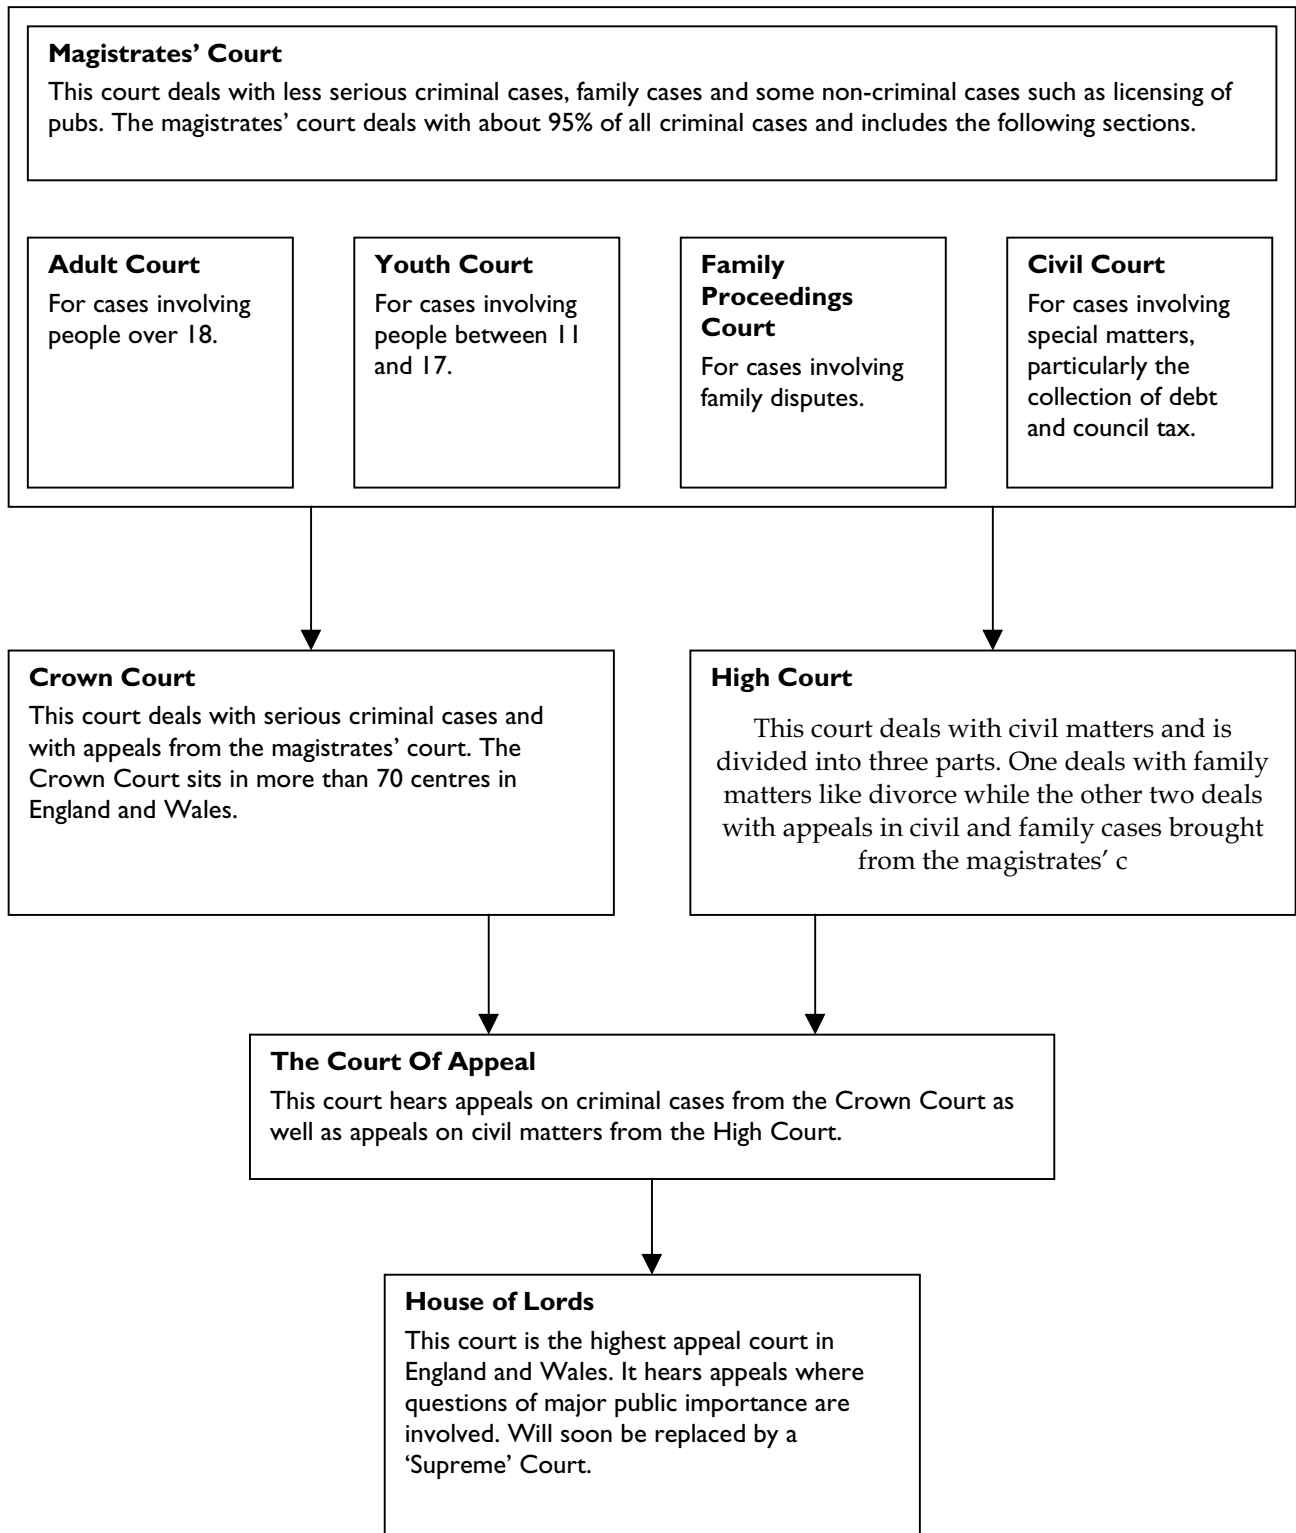 Magistrates’ Court
This court deals with less serious criminal cases, family cases and some non-criminal cases such as licensing of
pubs. The magistrates’ court deals with about 95% of all criminal cases and includes the following sections.
Adult Court
For cases involving
people over 18.
Youth Court
For cases involving
people between 11
and 17.
Family
Proceedings
Court
For cases involving
family disputes.
Civil Court
For cases involving
special matters,
particularly the
collection of debt
and council tax.
Crown Court
This court deals with serious criminal cases and
with appeals from the magistrates’ court. The
Crown Court sits in more than 70 centres in
England and Wales.
High Court
This court deals with civil matters and is
divided into three parts. One deals with family
matters like divorce while the other two deals
with appeals in civil and family cases brought
from the magistrates’ c
The Court Of Appeal
This court hears appeals on criminal cases from the Crown Court as
well as appeals on civil matters from the High Court.
House of Lords
This court is the highest appeal court in
England and Wales. It hears appeals where
questions of major public importance are
involved. Will soon be replaced by a
‘Supreme’ Court.